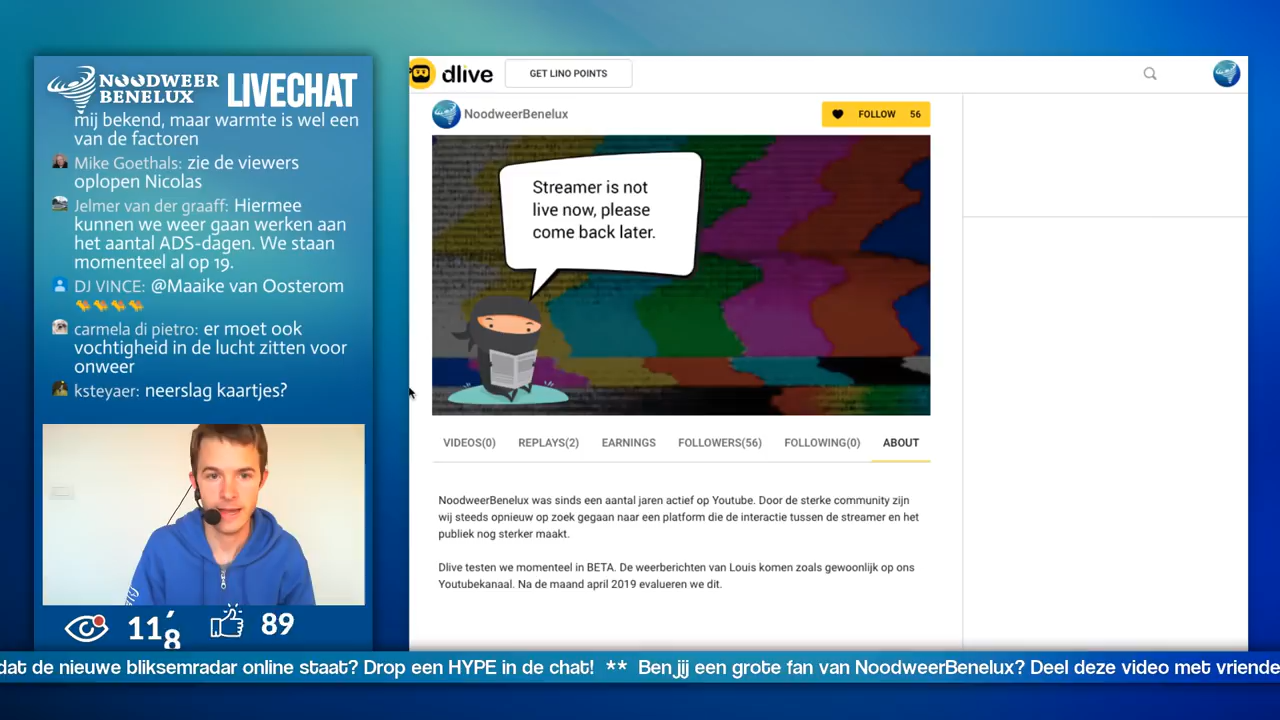 NOODWEER
BENELUX
LIVECHAT
mij bekend, maar warmte is wel een
van de factoren
Mike Goethals: zie de viewers
oplopen Nicolas
Jelmer van der graaff: Hiermee
kunnen we weer gaan werken aan
het aantal ADS-dagen. We staan
momenteel al op 19.
DJ VINCE: @Maaike van Oosterom
carmela di pietro: er moet ook
vochtigheid in de lucht zitten voor
onweer
ksteyaer: neerslag kaartjes?
89
dlive
GET LINO POINTS
NoodweerBenelux
FOLLOW 56
Streamer is not
live now, please
come back later.
VIDEOS(0) REPLAYS(2) EARNINGS FOLLOWERS(56) FOLLOWING(0) ABOUT
NoodweerBenelux was sinds een aantal jaren actief op Youtube. Door de sterke community zijn
wij steeds opnieuw op zoek gegaan naar een platform die de interactie tussen de streamer en het
publiek nog sterker maakt.
Dlive testen we momenteel in BETA. De weerberichten van Louis komen zoals gewoonlijk op ons
Youtubekanaal. Na de maand april 2019 evalueren we dit.
dat de nieuwe bliksemradar online staat? Drop een HYPE in de chat! ** Ben jij een grote fan van NoodweerBenelux? Deel deze video met vriende